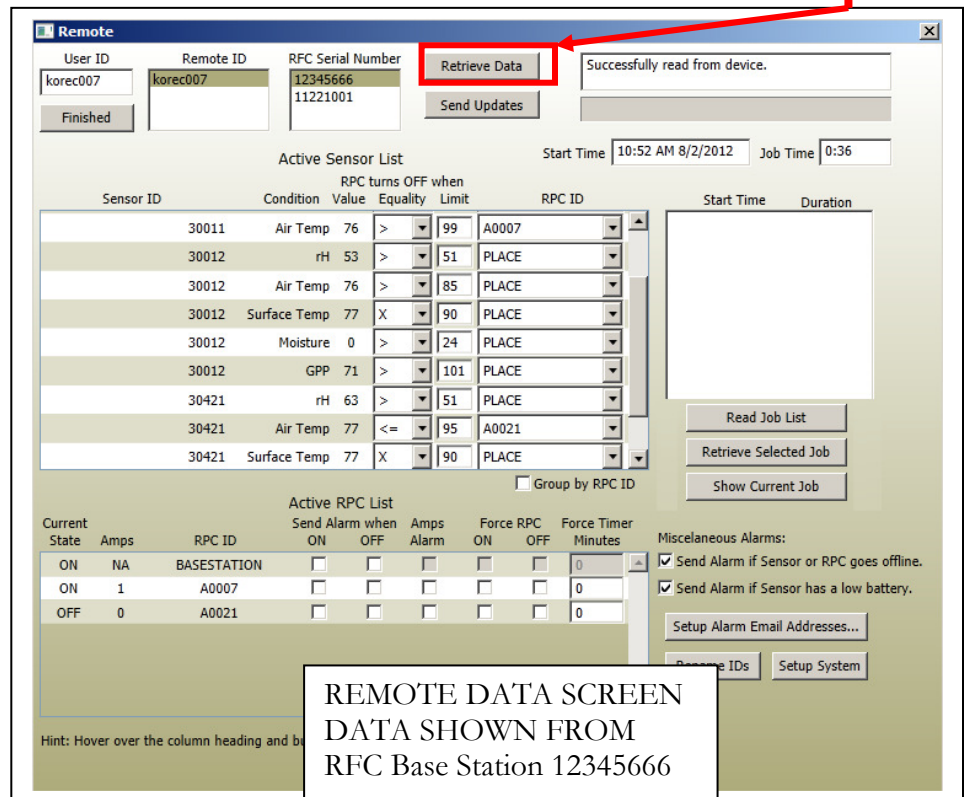 Remote
User ID Remote ID RFC Serial Number
korec007 korec007 12345666
11221001
Retrieve Data
Send Updates
Finished
Successfully read from device.
Start Time 10:52 AM 8/2/2012 Job Time 0:36
Active Sensor List
RPC turns OFF when
Sensor ID Condition Value Equality Limit RPC ID
30011 Air Temp 76 > 99 A0007
30012 rH 53 > 51 PLACE
30012 Air Temp 76 > 85 PLACE
30012 Surface Temp 77 X 90 PLACE
30012 Moisture 0 > 24 PLACE
30012 GPP 71 > 101 PLACE
30421 rH 63 > 51 PLACE
30421 Air Temp 77 <= 95 A0021
30421 Surface Temp 77 X 90 PLACE
Start Time Duration
Read Job List
Retrieve Selected Job
Show Current Job
Group by RPC ID
Active RPC List
Current Send Alarm when Amps Force RPC Force Timer
State Amps RPC ID ON OFF Alarm ON OFF Minutes
ON NA BASESTATION 0
ON 1 A0007 0
OFF 0 A0021 0
Miscelaneous Alarms:
Send Alarm if Sensor or RPC goes offline.
Send Alarm if Sensor has a low battery.
Setup Alarm Email Addresses...
IDs Setup System
Hint: Hover over the column heading and
REMOTE DATA SCREEN
DATA SHOWN FROM
RFC Base Station 12345666